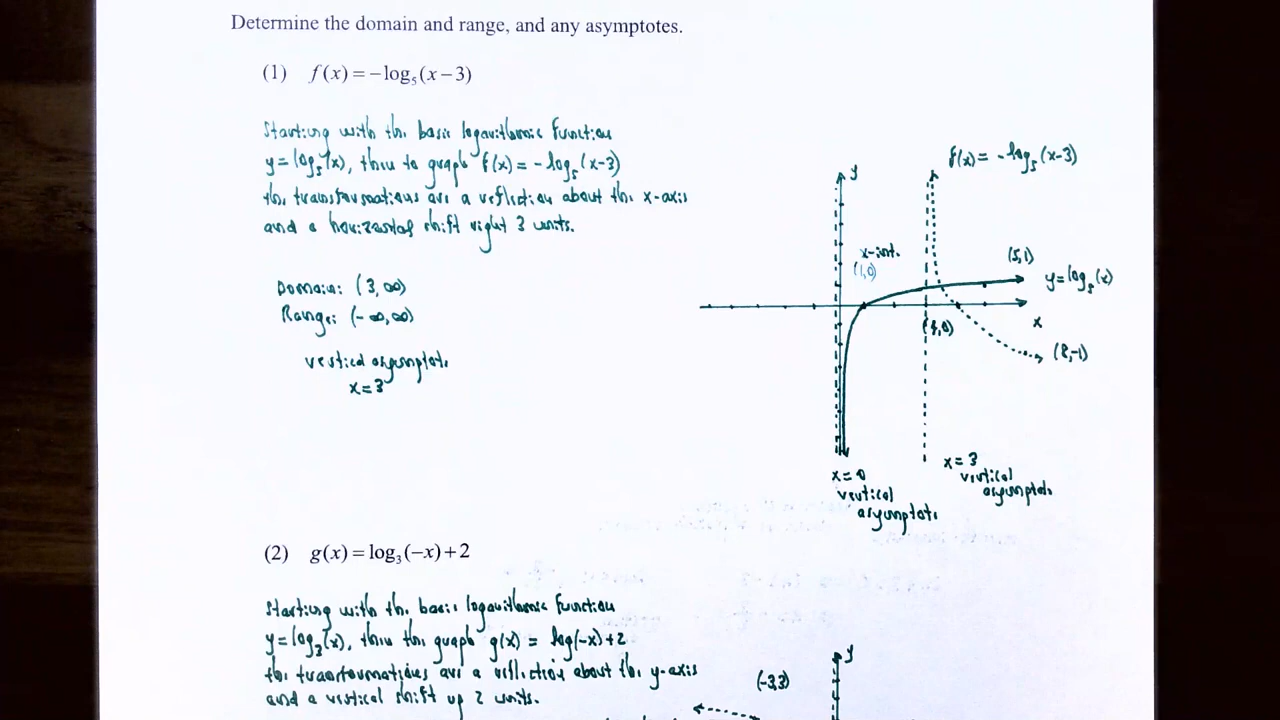 Determine the domain and range, and any asymptotes.
(1) f(x) = −log₅(x − 3)
Starting with the basic logarithmic function
y = log₅(x), then to graph f(x) = - log₅(x-3)
the transformations are a reflection about the x-axis
and a horizontal shift right 3 units.
Domain: (3, ∞)
Range: (-∞, ∞)
vertical asymptote
x = 3
f(x) = - log₅(x-3)
y
x-int.
(1,0)
(5,1)
y = log₅(x)
x
(4,0)
(8,-1)
x = 0
vertical
asymptote
x = 3
vertical
asymptote
(2) g(x) = log₃(−x) + 2
Starting with the basic logarithmic function
y = log₃(x), then the graph g(x) = log(-x)+2
the transformations are a reflection about the y-axis
and a vertical shift up 2 units.
y
(-3,3)